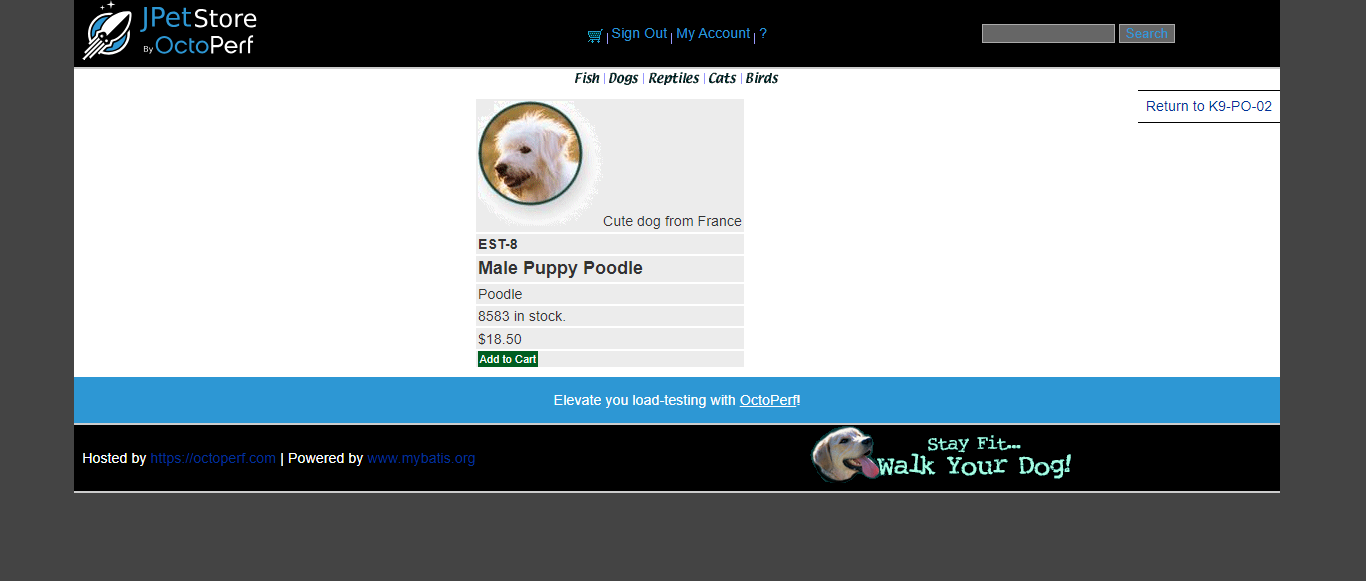 JPetStore
By OctoPerf
Sign Out | My Account | ?
Search
Fish | Dogs | Reptiles | Cats | Birds
Return to K9-PO-02
Cute dog from France
EST-8
Male Puppy Poodle
Poodle
8583 in stock.
$18.50
Add to Cart
Elevate you load-testing with OctoPerf!
Hosted by https://octoperf.com | Powered by www.mybatis.org
Stay Fit...
Walk Your Dog!